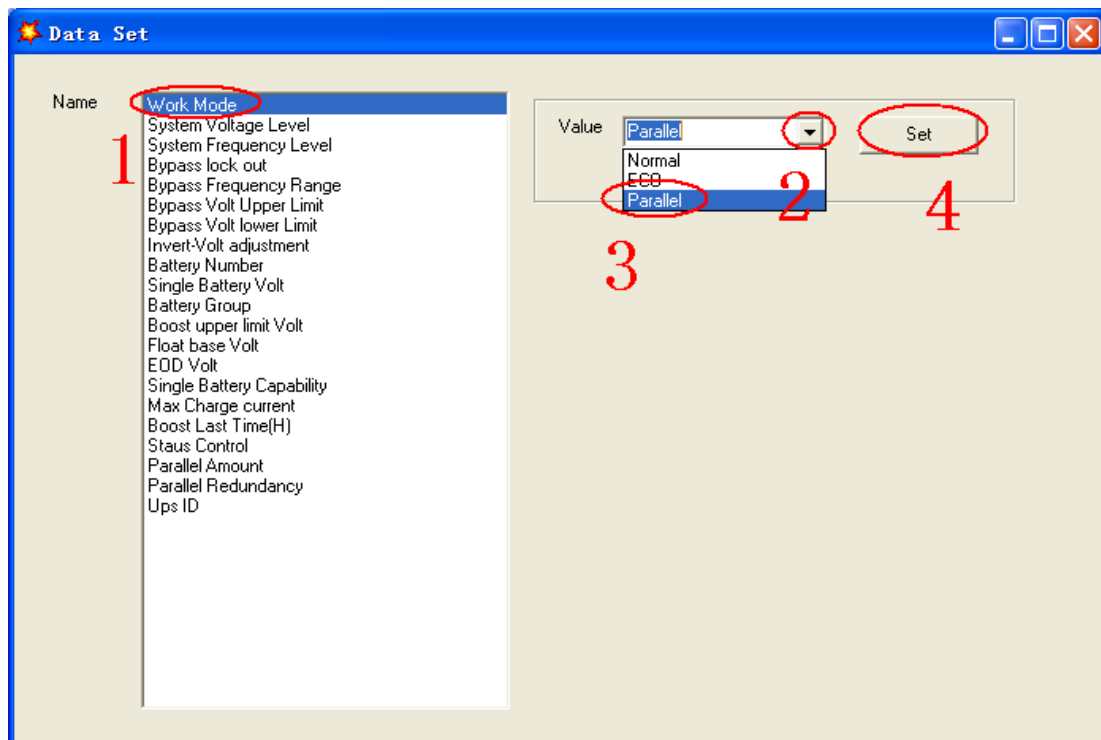 Data Set
Name
Work Mode
System Voltage Level
System Frequency Level
Bypass lock out
Bypass Frequency Range
Bypass Volt Upper Limit
Bypass Volt lower Limit
Invert-Volt adjustment
Battery Number
Single Battery Volt
Battery Group
Boost upper limit Volt
Float base Volt
EOD Volt
Single Battery Capability
Max Charge current
Boost Last Time(H)
Staus Control
Parallel Amount
Parallel Redundancy
Ups ID
1
Value
Parallel
Set
Normal
ECO
Parallel
2
4
3